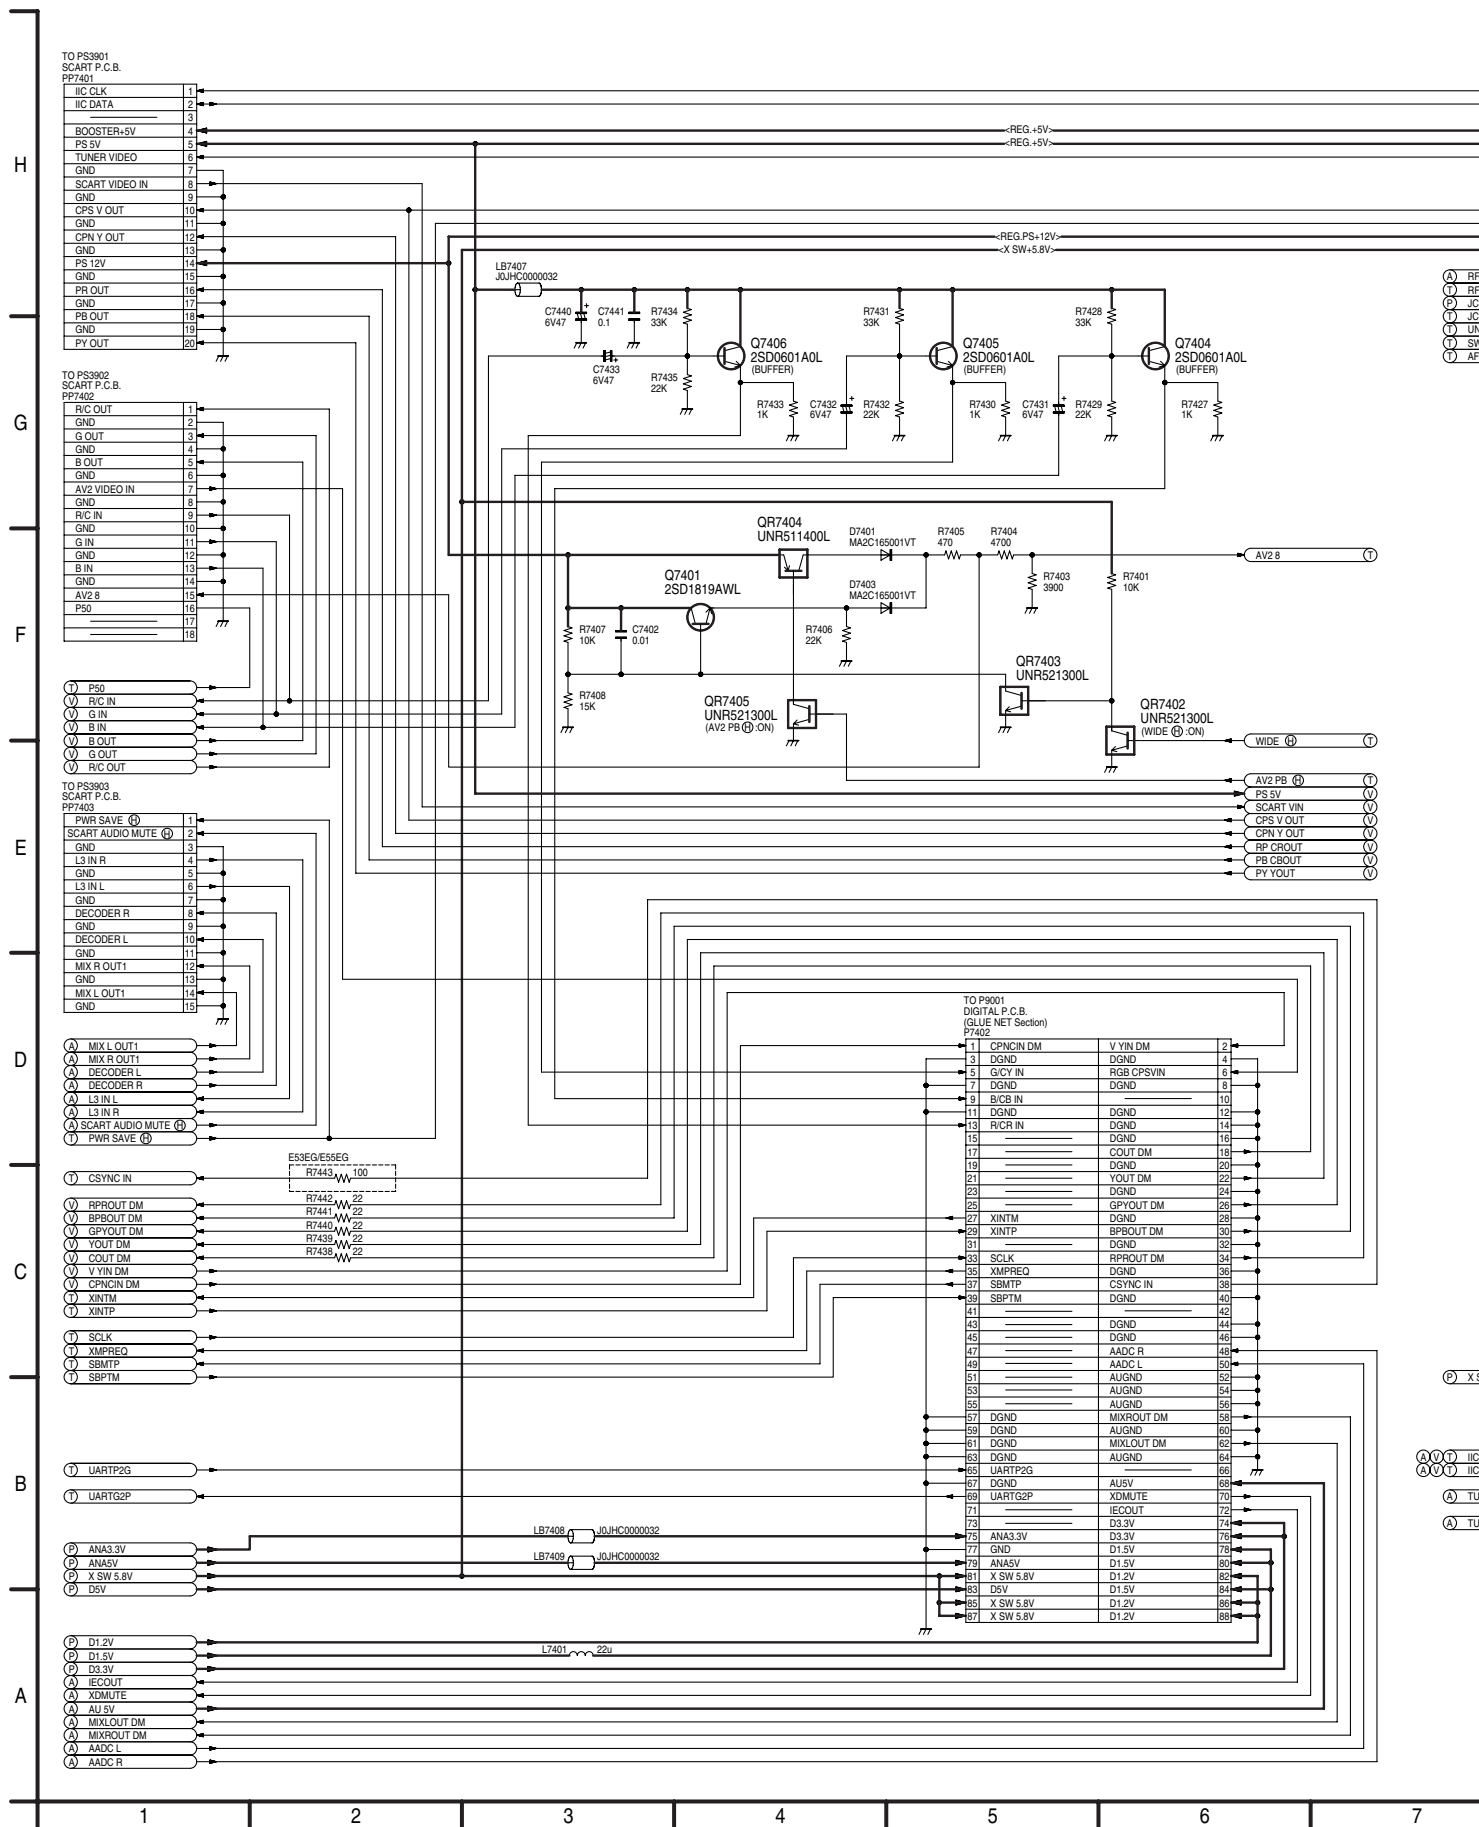 TO PS3901
SCART P.C.B.
PP7401
IIC CLK 1
IIC DATA 2
3
BOOSTER+5V 4
PS 5V 5
TUNER VIDEO 6
GND 7
SCART VIDEO IN 8
GND 9
CPS V OUT 10
GND 11
CPN Y OUT 12
GND 13
PS 12V 14
GND 15
PR OUT 16
GND 17
PB OUT 18
GND 19
PY OUT 20
<REG.+5V>
<REG.+5V>
<REG.PS+12V>
<X SW+5.8V>
H
LB7407
J0JHC0000032
C7440 6V47
C7441 0.1
R7434 33K
R7431 33K
R7428 33K
Q7406
2SD0601A0L
(BUFFER)
Q7405
2SD0601A0L
(BUFFER)
Q7404
2SD0601A0L
(BUFFER)
C7433
6V47
R7435 22K
R7433 1K
C7432 6V47
R7432 22K
R7430 1K
C7431 6V47
R7429 22K
R7427 1K
TO PS3902
SCART P.C.B.
PP7402
R/C OUT 1
GND 2
G OUT 3
GND 4
B OUT 5
GND 6
AV2 VIDEO IN 7
GND 8
R/C IN 9
GND 10
G IN 11
GND 12
B IN 13
GND 14
AV2 8 15
P50 16
17
18
G
QR7404
UNR511400L
D7401
MA2C165001VT
R7405 470
R7404 4700
AV2 8 T
Q7401
2SD1819AWL
D7403
MA2C165001VT
R7403 3900
R7401 10K
R7407 10K
C7402 0.01
R7406 22K
R7408 15K
QR7403
UNR521300L
QR7405
UNR521300L
(AV2 PB H :ON)
QR7402
UNR521300L
(WIDE H :ON)
F
T P50
V R/C IN
V G IN
V B IN
V B OUT
V G OUT
V R/C OUT
WIDE H T
AV2 PB H T
PS 5V V
SCART VIN V
CPS V OUT V
CPN Y OUT V
RP CROUT V
PB CBOUT V
PY YOUT V
TO PS3903
SCART P.C.B.
PP7403
PWR SAVE H 1
SCART AUDIO MUTE H 2
GND 3
L3 IN R 4
GND 5
L3 IN L 6
GND 7
DECODER R 8
GND 9
DECODER L 10
GND 11
MIX R OUT1 12
GND 13
MIX L OUT1 14
GND 15
E
A MIX L OUT1
A MIX R OUT1
A DECODER L
A DECODER R
A L3 IN L
A L3 IN R
A SCART AUDIO MUTE H
T PWR SAVE H
D
E53EG/E55EG
T CSYNC IN R7443 100
V RPROUT DM R7442 22
V BPBOUT DM R7441 22
V GPYOUT DM R7440 22
V YOUT DM R7439 22
V COUT DM R7438 22
V V YIN DM
V CPNCIN DM
T XINTM
T XINTP
T SCLK
T XMPREQ
T SBMTP
T SBPTM
C
TO P9001
DIGITAL P.C.B.
(GLUE NET Section)
P7402
1 CPNCIN DM V YIN DM 2
3 DGND DGND 4
5 G/CY IN RGB CPSVIN 6
7 DGND DGND 8
9 B/CB IN 10
11 DGND DGND 12
13 R/CR IN DGND 14
15 DGND 16
17 COUT DM 18
19 DGND 20
21 YOUT DM 22
23 DGND 24
25 GPYOUT DM 26
27 XINTM DGND 28
29 XINTP BPBOUT DM 30
31 DGND 32
33 SCLK RPROUT DM 34
35 XMPREQ DGND 36
37 SBMTP CSYNC IN 38
39 SBPTM DGND 40
41 42
43 DGND 44
45 DGND 46
47 AADC R 48
49 AADC L 50
51 AUGND 52
53 AUGND 54
55 AUGND 56
57 DGND MIXROUT DM 58
59 DGND AUGND 60
61 DGND MIXLOUT DM 62
63 DGND AUGND 64
65 UARTP2G 66
67 DGND AU5V 68
69 UARTG2P XDMUTE 70
71 IECOUT 72
73 D3.3V 74
75 ANA3.3V D3.3V 76
77 GND D1.5V 78
79 ANA5V D1.5V 80
81 X SW 5.8V D1.2V 82
83 D5V D1.5V 84
85 X SW 5.8V D1.2V 86
87 X SW 5.8V D1.2V 88
B
T UARTP2G
T UARTG2P
LB7408 J0JHC0000032
LB7409 J0JHC0000032
P ANA3.3V
P ANA5V
P X SW 5.8V
P D5V
A
P D1.2V
P D1.5V
P D3.3V
L7401 22u
A IECOUT
A XDMUTE
A AU 5V
A MIXLOUT DM
A MIXROUT DM
A AADC L
A AADC R
A RF
T RF
P JC
T JC
T UN
T SW
T AF
P X S
A V T IIC
A V T IIC
A TU
A TU
1 2 3 4 5 6 7